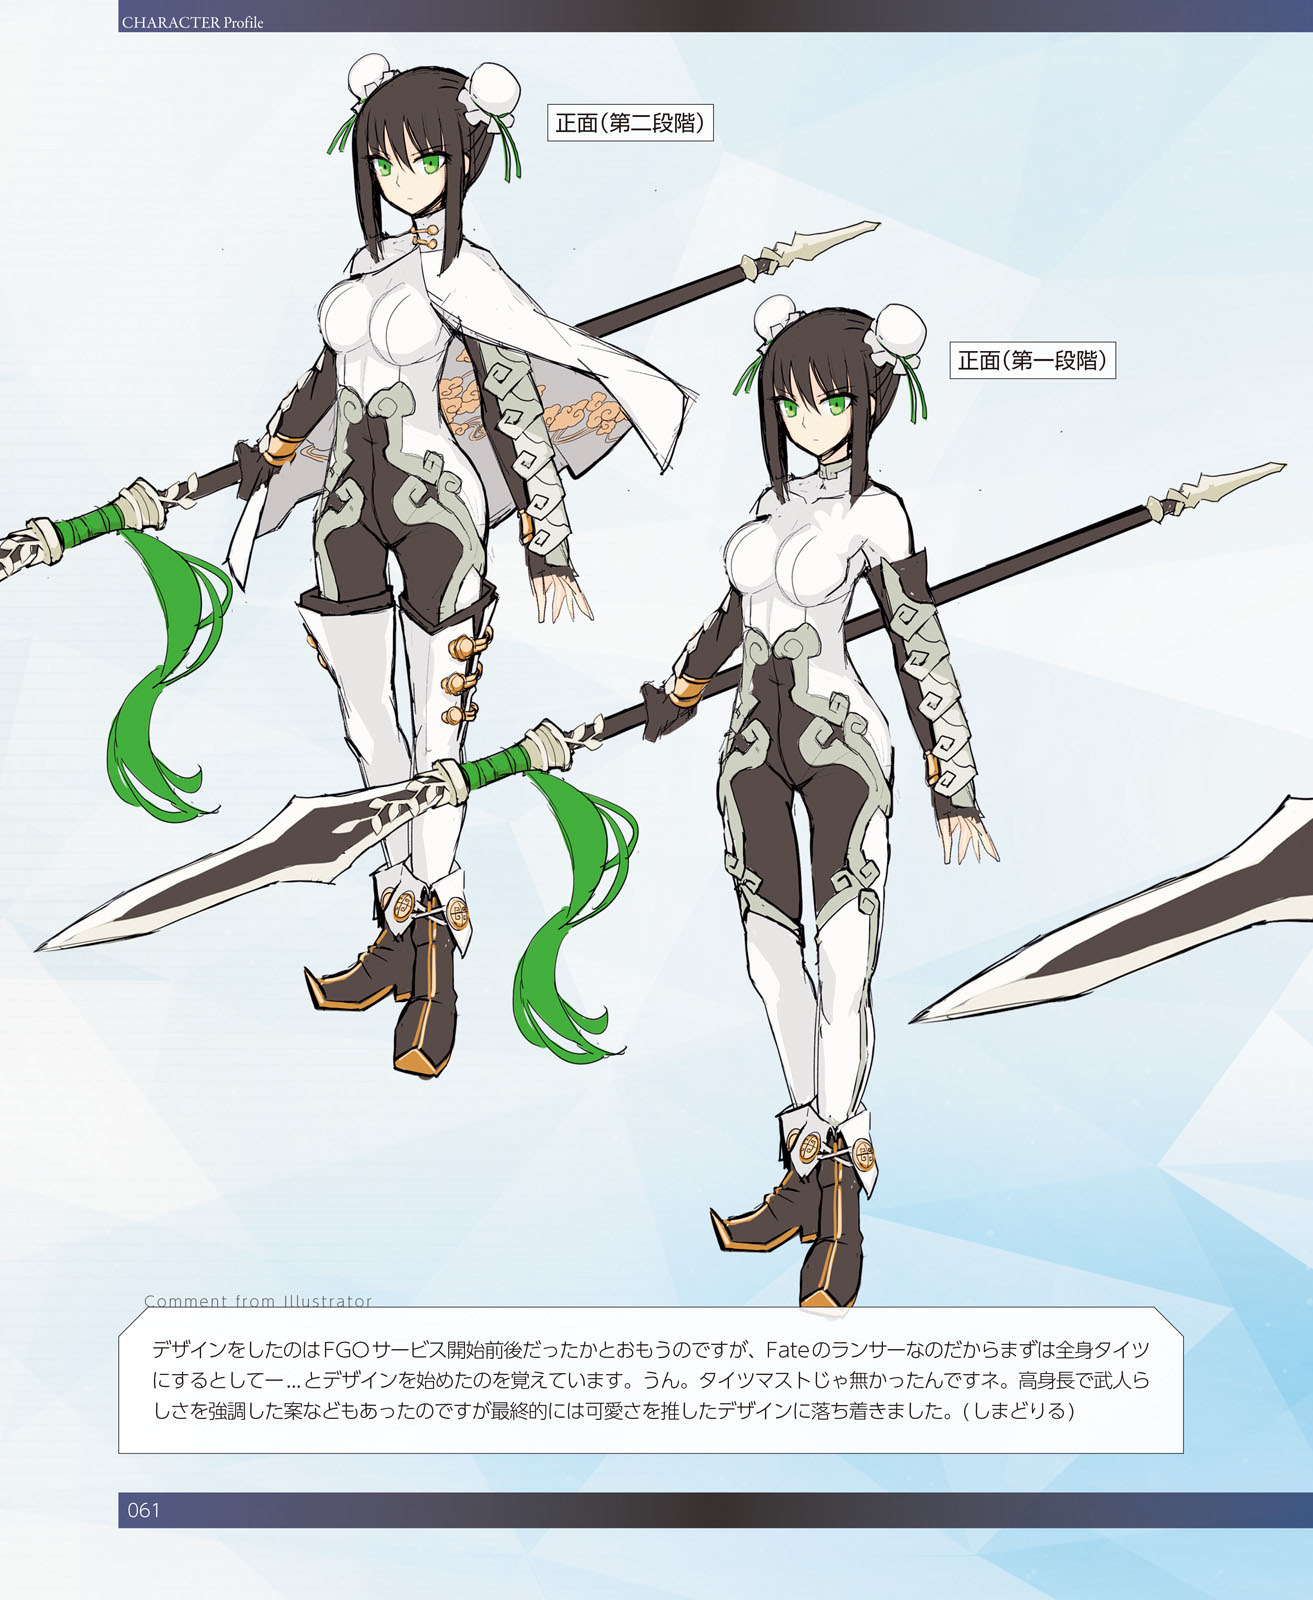 CHARACTER Profile
正面(第二段階)
正面(第一段階)
Comment from Illustrator
デザインをしたのはFGOサービス開始前後だったかとおもうのですが、Fateのランサーなのだからまずは全身タイツ
にするとしてー…とデザインを始めたのを覚えています。うん。タイツマストじゃ無かったんですネ。高身長で武人ら
しさを強調した案などもあったのですが最終的には可愛さを推したデザインに落ち着きました。(しまどりる)
061